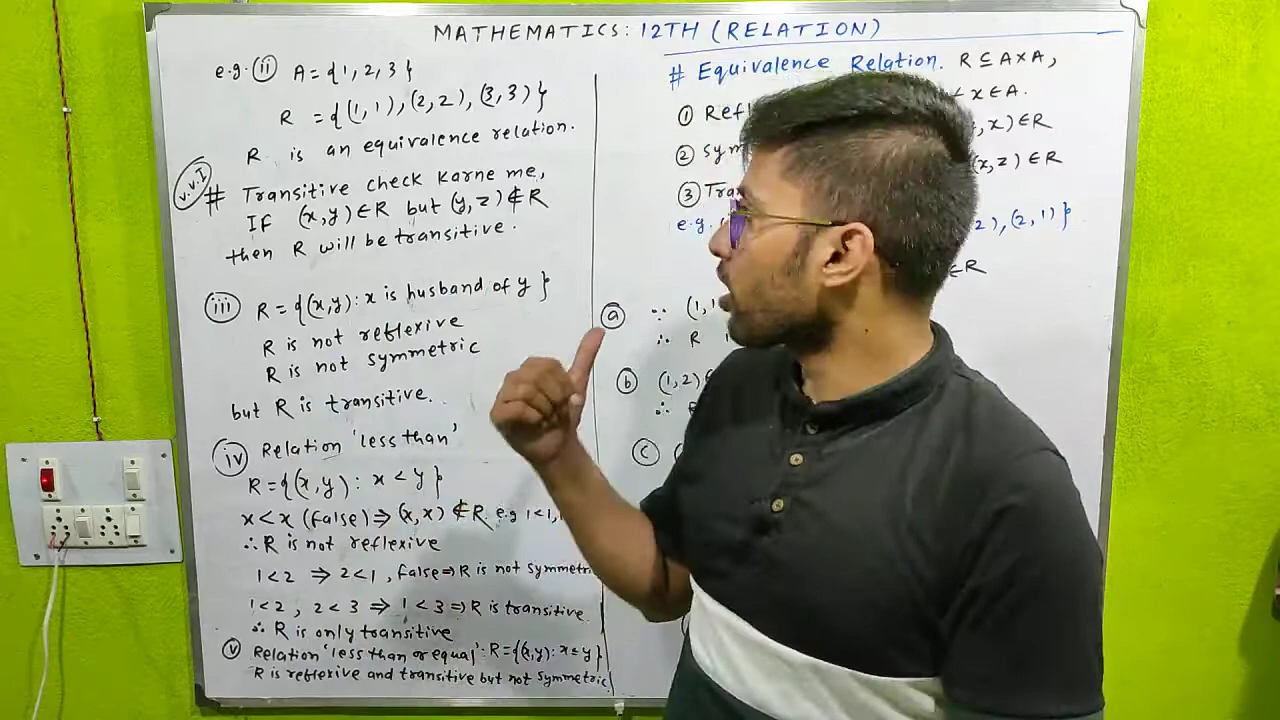 MATHEMATICS: 12TH (RELATION)
e.g. (ii) A = {1, 2, 3}
R = {(1, 1), (2, 2), (3, 3)}
R is an equivalence relation.
V.V.I
# Transitive check karne me,
IF (x,y)∈R but (y,z)∉R
then R will be transitive.
(iii) R = {(x,y): x is husband of y}
R is not reflexive
R is not symmetric
but R is transitive.
(iv) Relation 'less than'
R = {(x,y): x < y}
x < x (false) ⇒ (x,x) ∉ R e.g 1<1,
∴ R is not reflexive
1<2 ⇒ 2<1, false ⇒ R is not symmetric
1<2, 2<3 ⇒ 1<3 ⇒ R is transitive
∴ R is only transitive
(v) Relation 'less than or equal': R = {(x,y): x ≤ y}
R is reflexive and transitive but not symmetric
# Equivalence Relation. R ⊆ A×A,
① Ref x ∈ A.
② Sym , x) ∈ R
③ Tra (x, z) ∈ R
e.g. 2), (2, 1)}
∈R
(a) ∵ (1,1
∴ R
(b) (1,2)
∴
(c) (